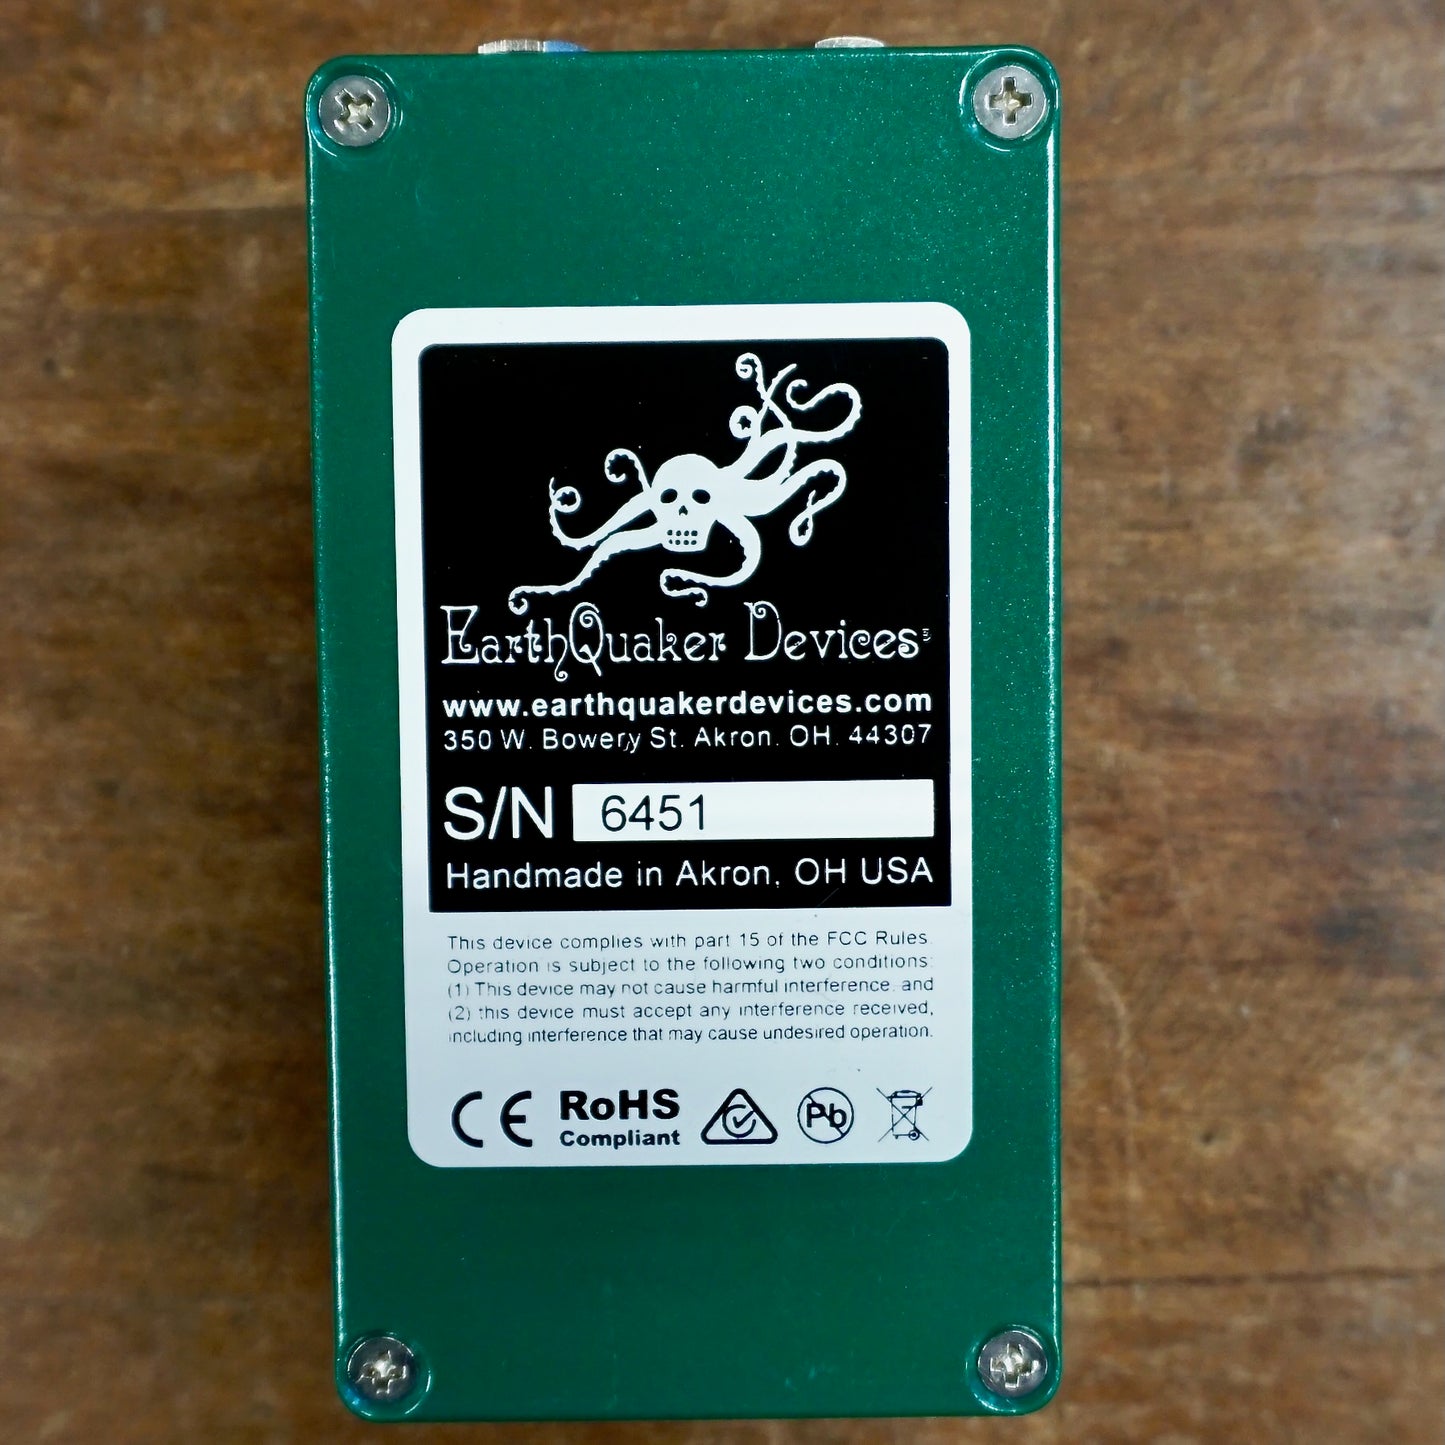 EarthQuaker Devices
www.earthquakerdevices.com
350 W. Bowery St. Akron. OH. 44307
S/N 6451
Handmade in Akron, OH USA
This device complies with part 15 of the FCC Rules.
Operation is subject to the following two conditions:
(1) This device may not cause harmful interference, and
(2) this device must accept any interference received,
including interference that may cause undesired operation.
CE RoHS Pb
Compliant